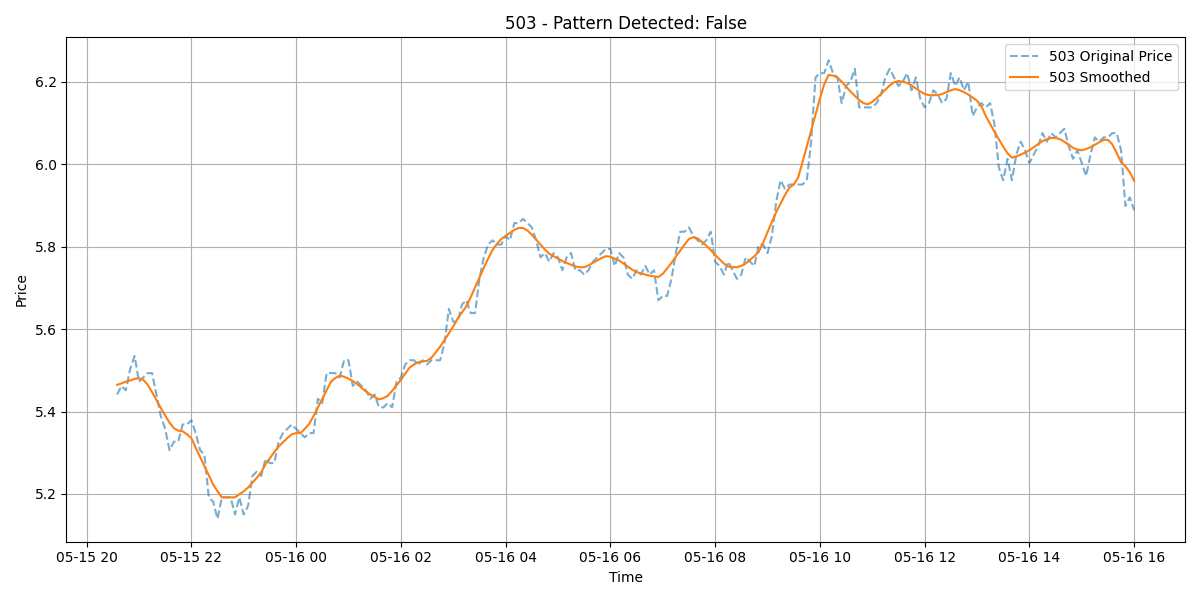 503 - Pattern Detected: False
503 Original Price
503 Smoothed
Price
6.2
6.0
5.8
5.6
5.4
5.2
05-15 20 05-15 22 05-16 00 05-16 02 05-16 04 05-16 06 05-16 08 05-16 10 05-16 12 05-16 14 05-16 16
Time